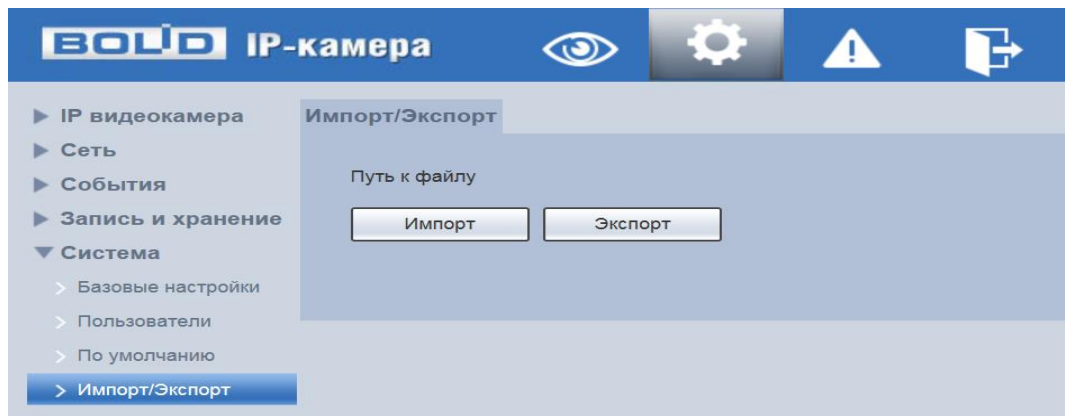 BOLID IP-камера
IP видеокамера
Сеть
События
Запись и хранение
Система
Базовые настройки
Пользователи
По умолчанию
Импорт/Экспорт
Импорт/Экспорт
Путь к файлу
Импорт Экспорт